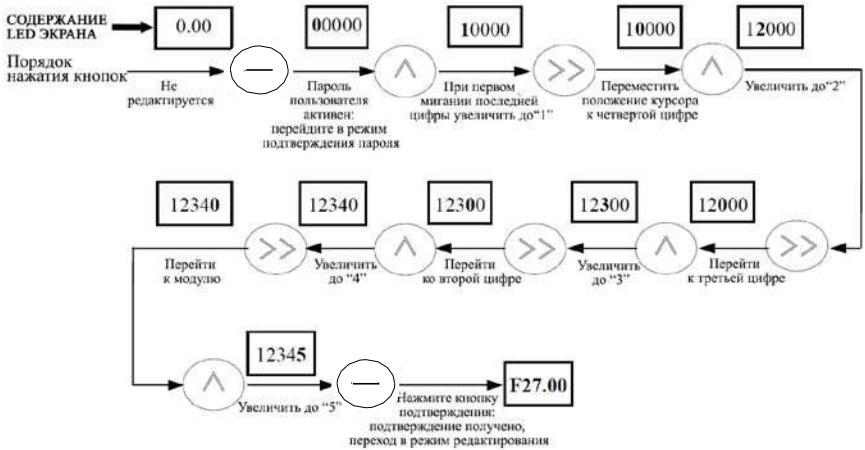 СОДЕРЖАНИЕ
LED ЭКРАНА
0.00
00000
10000
10000
12000
Порядок
нажатия кнопок
Не
редактируется
Пароль
пользователя
активен:
перейдите в режим
подтверждения пароля
При первом
мигании последней
цифры увеличить до“1”
Переместить
положение курсора
к четвертой цифре
Увеличить до“2”
12340
12340
12300
12300
12000
Перейти
к модулю
Увеличить
до “4”
Перейти
ко второй цифре
Увеличить
до “3”
Перейти
к третьей цифре
12345
F27.00
Увеличить до “5”
Нажмите кнопку
подтверждения:
подтверждение получено,
переход в режим редактирования